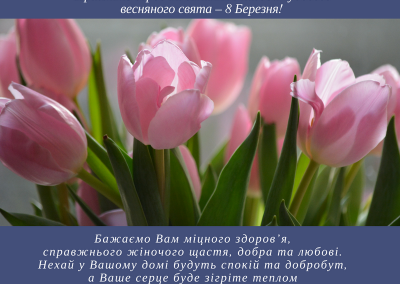 весняного свята – 8 Березня!
Бажаємо Вам міцного здоров’я,
справжнього жіночого щастя, добра та любові.
Нехай у Вашому домі будуть спокій та добробут,
а Ваше серце буде зігріте теплом